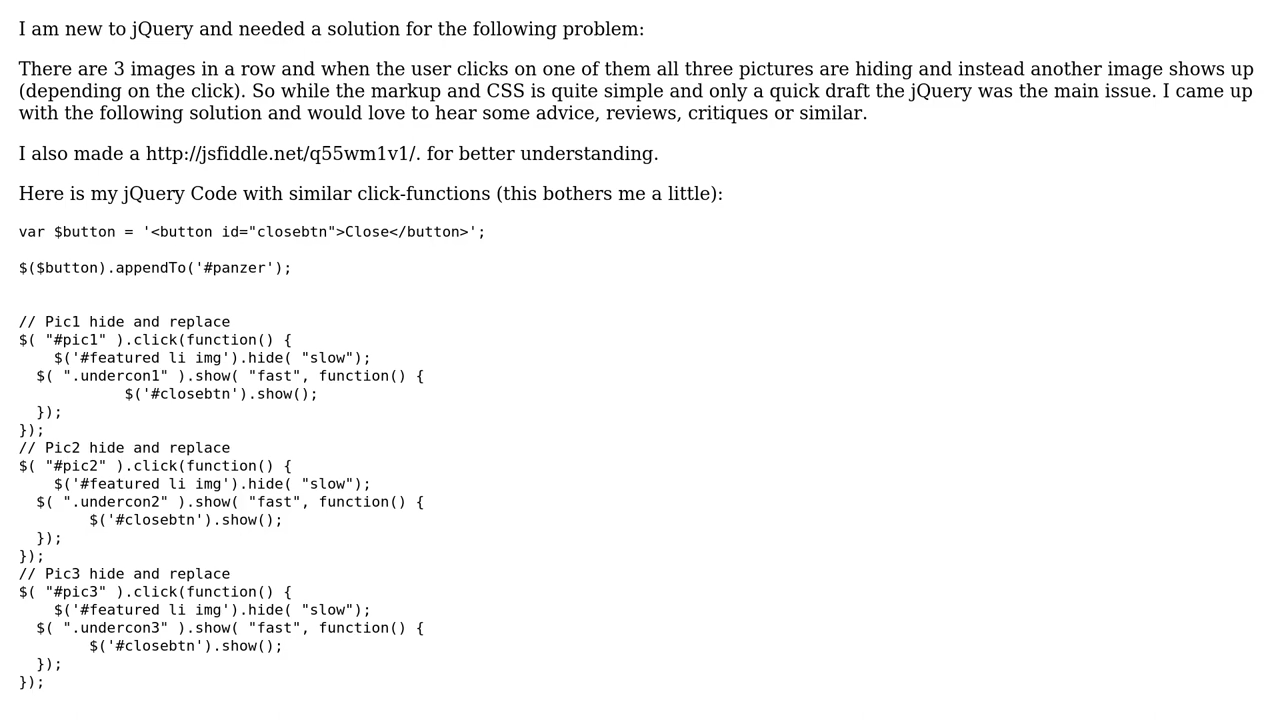 I am new to jQuery and needed a solution for the following problem:
There are 3 images in a row and when the user clicks on one of them all three pictures are hiding and instead another image shows up
(depending on the click). So while the markup and CSS is quite simple and only a quick draft the jQuery was the main issue. I came up
with the following solution and would love to hear some advice, reviews, critiques or similar.
I also made a http://jsfiddle.net/q55wm1v1/. for better understanding.
Here is my jQuery Code with similar click-functions (this bothers me a little):
var $button = '<button id="closebtn">Close</button>';
$($button).appendTo('#panzer');
// Pic1 hide and replace
$( "#pic1" ).click(function() {
    $('#featured li img').hide( "slow");
  $( ".undercon1" ).show( "fast", function() {
            $('#closebtn').show();
  });
});
// Pic2 hide and replace
$( "#pic2" ).click(function() {
    $('#featured li img').hide( "slow");
  $( ".undercon2" ).show( "fast", function() {
        $('#closebtn').show();
  });
});
// Pic3 hide and replace
$( "#pic3" ).click(function() {
    $('#featured li img').hide( "slow");
  $( ".undercon3" ).show( "fast", function() {
        $('#closebtn').show();
  });
});